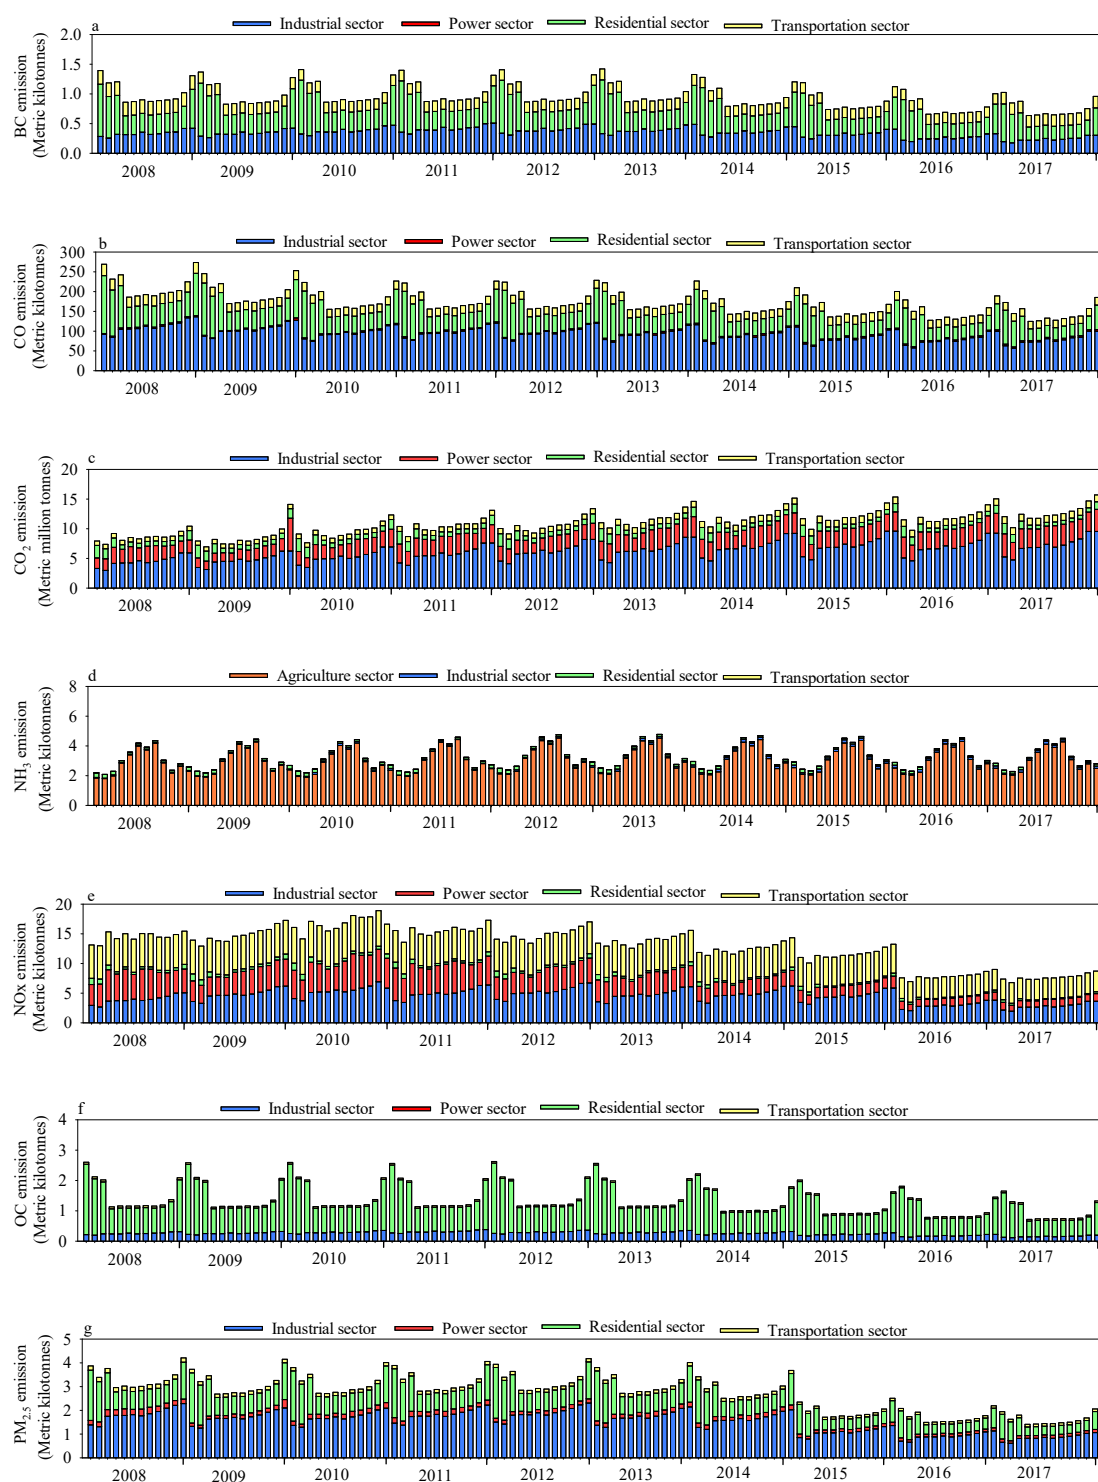 a
Industrial sector Power sector Residential sector Transportation sector
BC emission
(Metric kilotonnes)
2.0
1.5
1.0
0.5
0.0
2008 2009 2010 2011 2012 2013 2014 2015 2016 2017
b
Industrial sector Power sector Residential sector Transportation sector
CO emission
(Metric kilotonnes)
300
250
200
150
100
50
0
2008 2009 2010 2011 2012 2013 2014 2015 2016 2017
c
Industrial sector Power sector Residential sector Transportation sector
CO2 emission
(Metric million tonnes)
20
15
10
5
0
2008 2009 2010 2011 2012 2013 2014 2015 2016 2017
d
Agriculture sector Industrial sector Residential sector Transportation sector
NH3 emission
(Metric kilotonnes)
8
6
4
2
0
2008 2009 2010 2011 2012 2013 2014 2015 2016 2017
e
Industrial sector Power sector Residential sector Transportation sector
NOx emission
(Metric kilotonnes)
20
15
10
5
0
2008 2009 2010 2011 2012 2013 2014 2015 2016 2017
f
Industrial sector Power sector Residential sector Transportation sector
OC emission
(Metric kilotonnes)
4
3
2
1
0
2008 2009 2010 2011 2012 2013 2014 2015 2016 2017
g
Industrial sector Power sector Residential sector Transportation sector
PM2.5 emission
(Metric kilotonnes)
5
4
3
2
1
0
2008 2009 2010 2011 2012 2013 2014 2015 2016 2017